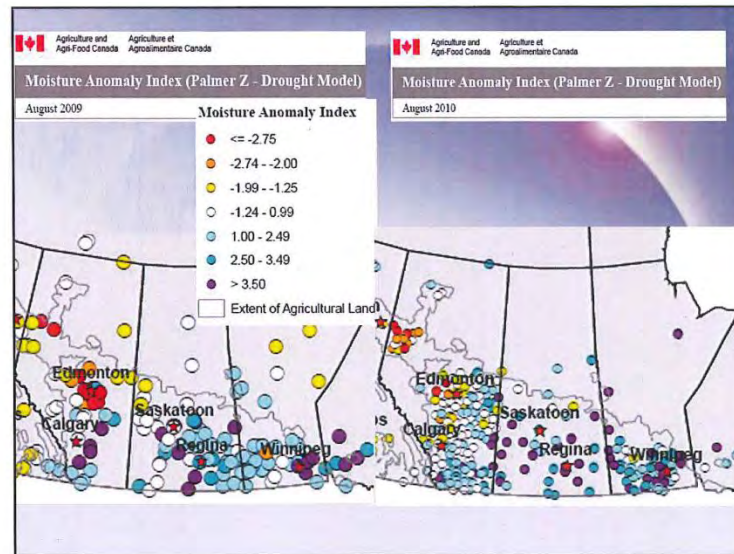 Agriculture and Agri-Food Canada
Agriculture et Agroalimentaire Canada
Moisture Anomaly Index (Palmer Z - Drought Model)
August 2009
Moisture Anomaly Index
<= -2.75
-2.74 - -2.00
-1.99 - -1.25
-1.24 - 0.99
1.00 - 2.49
2.50 - 3.49
> 3.50
Extent of Agricultural Land
Edmonton
Saskatoon
Calgary
Regina
Winnipeg
Agriculture and Agri-Food Canada
Agriculture et Agroalimentaire Canada
Moisture Anomaly Index (Palmer Z - Drought Model)
August 2010
Edmonton
Saskatoon
Calgary
Regina
Winnipeg